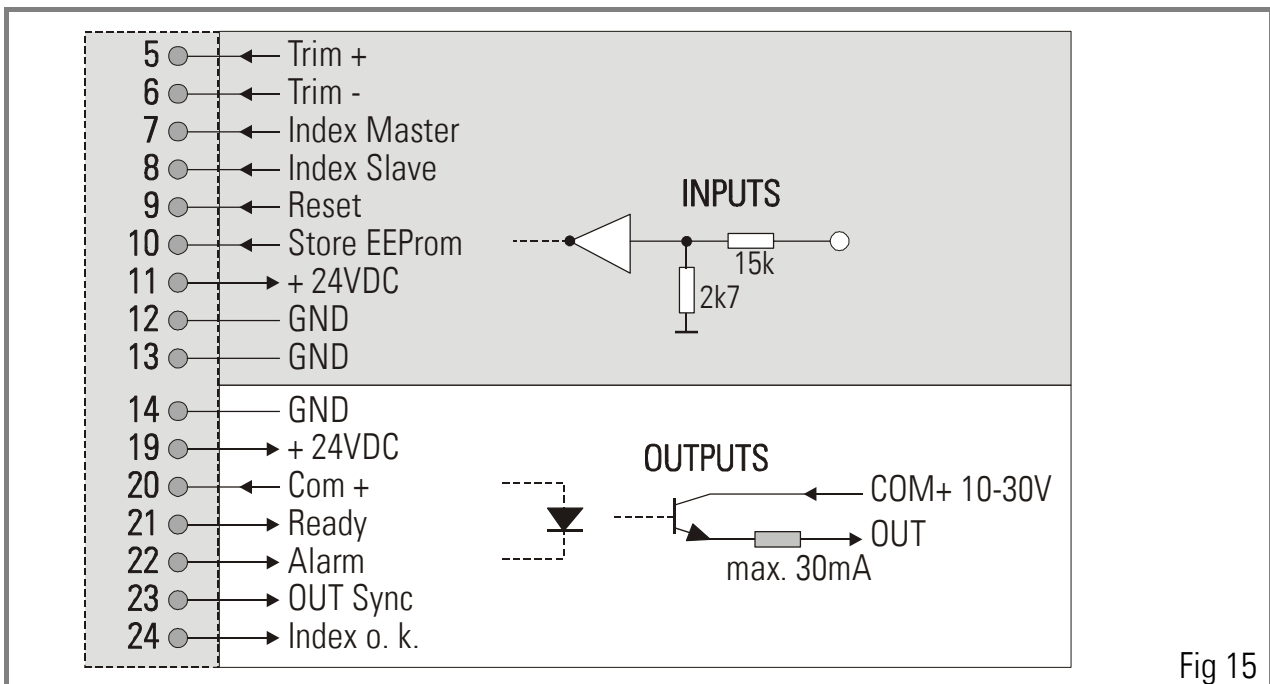 5 Trim +
6 Trim -
7 Index Master
8 Index Slave
9 Reset
10 Store EEProm
11 + 24VDC
12 GND
13 GND
INPUTS
15k
2k7
14 GND
19 + 24VDC
20 Com +
21 Ready
22 Alarm
23 OUT Sync
24 Index o. k.
OUTPUTS
COM+ 10-30V
OUT
max. 30mA
Fig 15